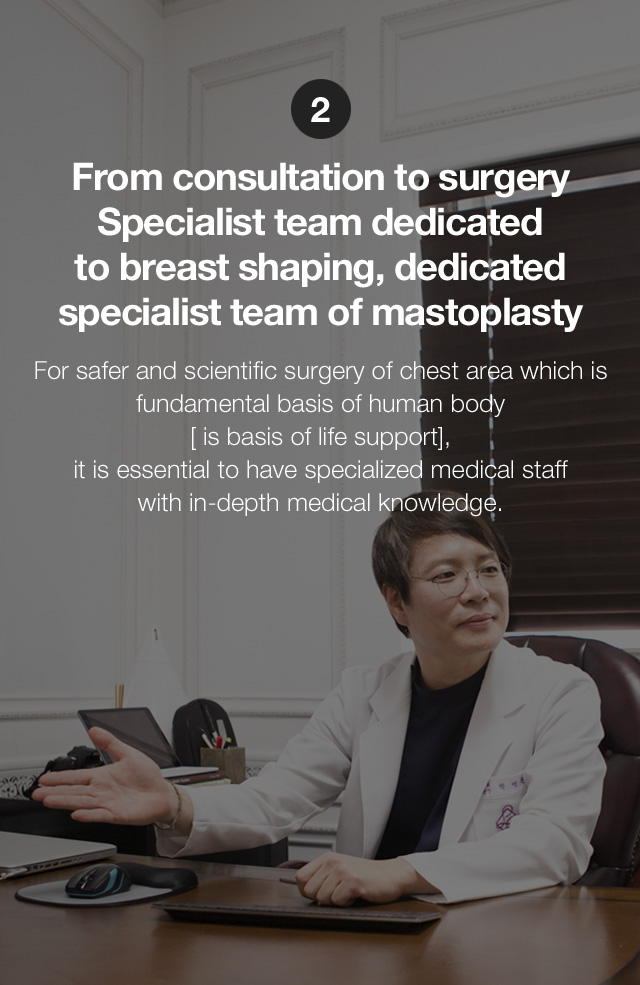 2
From consultation to surgery
Specialist team dedicated
to breast shaping, dedicated
specialist team of mastoplasty
For safer and scientific surgery of chest area which is
fundamental basis of human body
[ is basis of life support],
it is essential to have specialized medical staff
with in-depth medical knowledge.